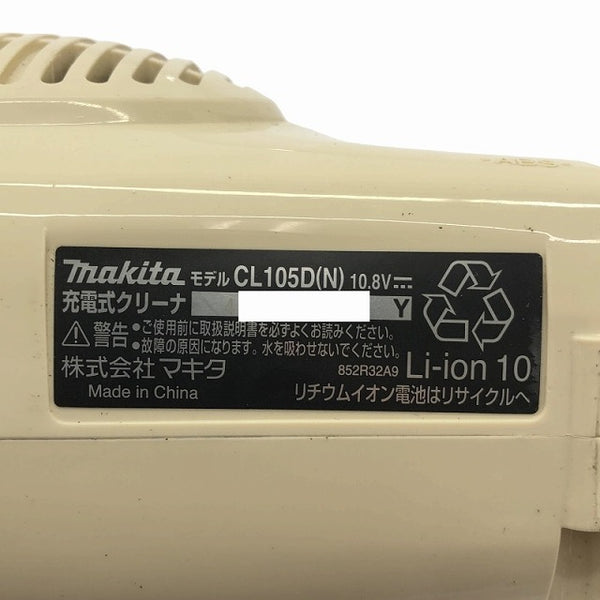 makita モデル CL105D(N) 10.8V
充電式クリーナ Y
警告 •ご使用前に取扱説明書を必ずよくお読みください。
•故障の原因になります。水を吸わせないでください。
株式会社 マキタ 852R32A9 Li-ion 10
Made in China リチウムイオン電池はリサイクルへ